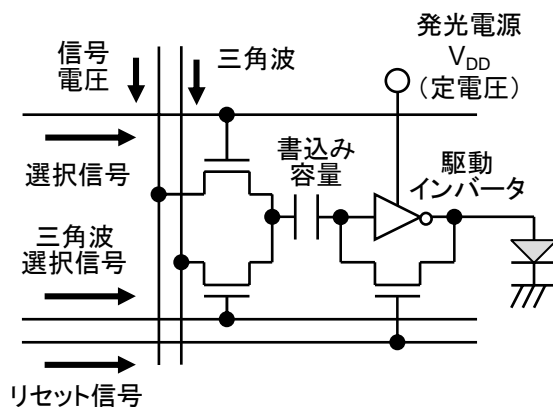 信号
電圧
三角波
発光電源
VDD
（定電圧）
選択信号
書込み
容量
駆動
インバータ
三角波
選択信号
リセット信号